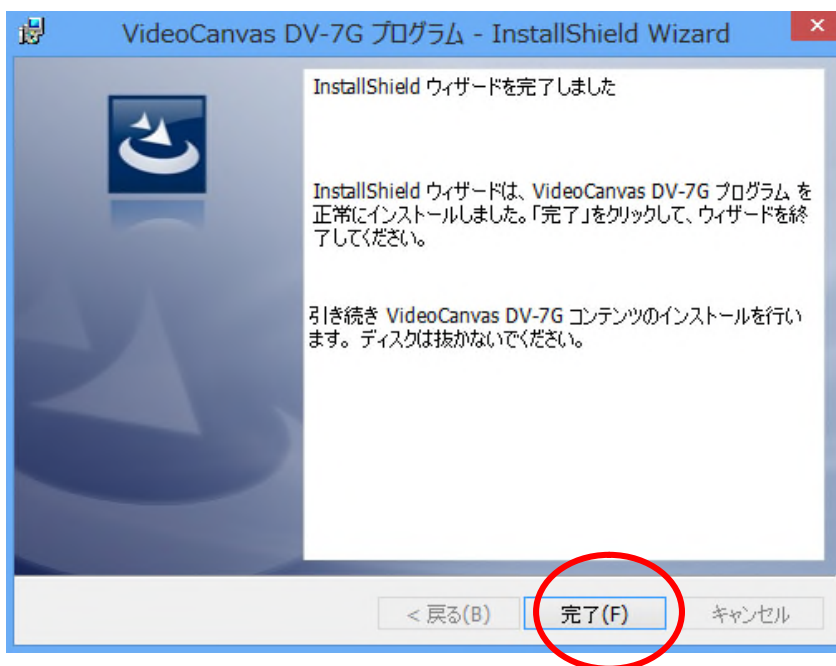 VideoCanvas DV-7G プログラム - InstallShield Wizard
InstallShield ウィザードを完了しました
InstallShield ウィザードは、VideoCanvas DV-7G プログラム を
正常にインストールしました。「完了」をクリックして、ウィザードを終
了してください。
引き続き VideoCanvas DV-7G コンテンツのインストールを行い
ます。ディスクは抜かないでください。
< 戻る(B)
完了(F)
キャンセル